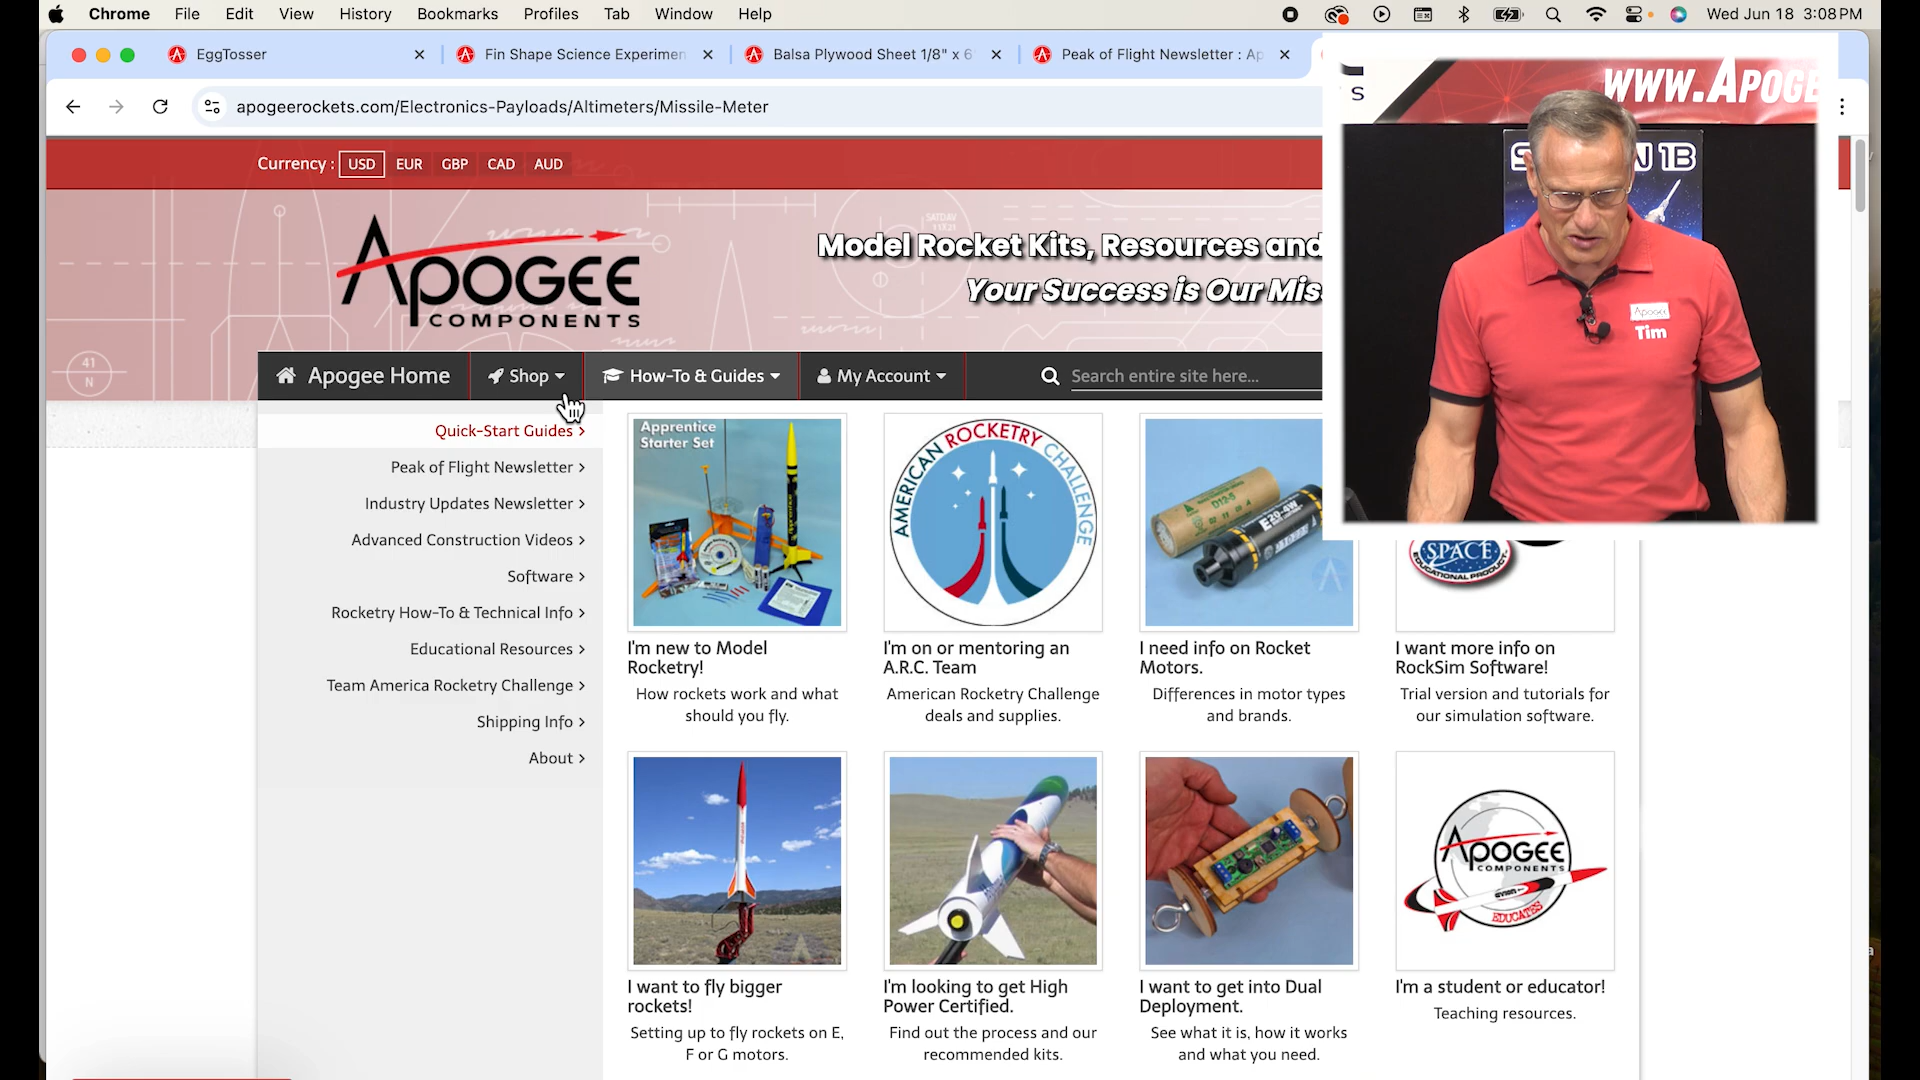 Chrome File Edit View History Bookmarks Profiles Tab Window Help Wed Jun 18 3:08 PM
EggTosser Fin Shape Science Experimen Balsa Plywood Sheet 1/8" x 6 Peak of Flight Newsletter : Ap
apogeerockets.com/Electronics-Payloads/Altimeters/Missile-Meter
Currency : USD EUR GBP CAD AUD
Apogee
COMPONENTS
Model Rocket Kits, Resources and
Your Success is Our Mis
41
N
Apogee Home Shop How-To & Guides My Account Search entire site here...
Quick-Start Guides >
Peak of Flight Newsletter >
Industry Updates Newsletter >
Advanced Construction Videos >
Software >
Rocketry How-To & Technical Info >
Educational Resources >
Team America Rocketry Challenge >
Shipping Info >
About >
Apprentice
Starter Set
AMERICAN ROCKETRY CHALLENGE
D12-5
E20-4W
SPACE
EDUCATIONAL PRODUCT
I'm new to Model
Rocketry!
How rockets work and what
should you fly.
I'm on or mentoring an
A.R.C. Team
American Rocketry Challenge
deals and supplies.
I need info on Rocket
Motors.
Differences in motor types
and brands.
I want more info on
RockSim Software!
Trial version and tutorials for
our simulation software.
I want to fly bigger
rockets!
Setting up to fly rockets on E,
F or G motors.
I'm looking to get High
Power Certified.
Find out the process and our
recommended kits.
I want to get into Dual
Deployment.
See what it is, how it works
and what you need.
Apogee
COMPONENTS
EDUCATES
I'm a student or educator!
Teaching resources.
www.Apoge
N 1B
Apogee
Tim